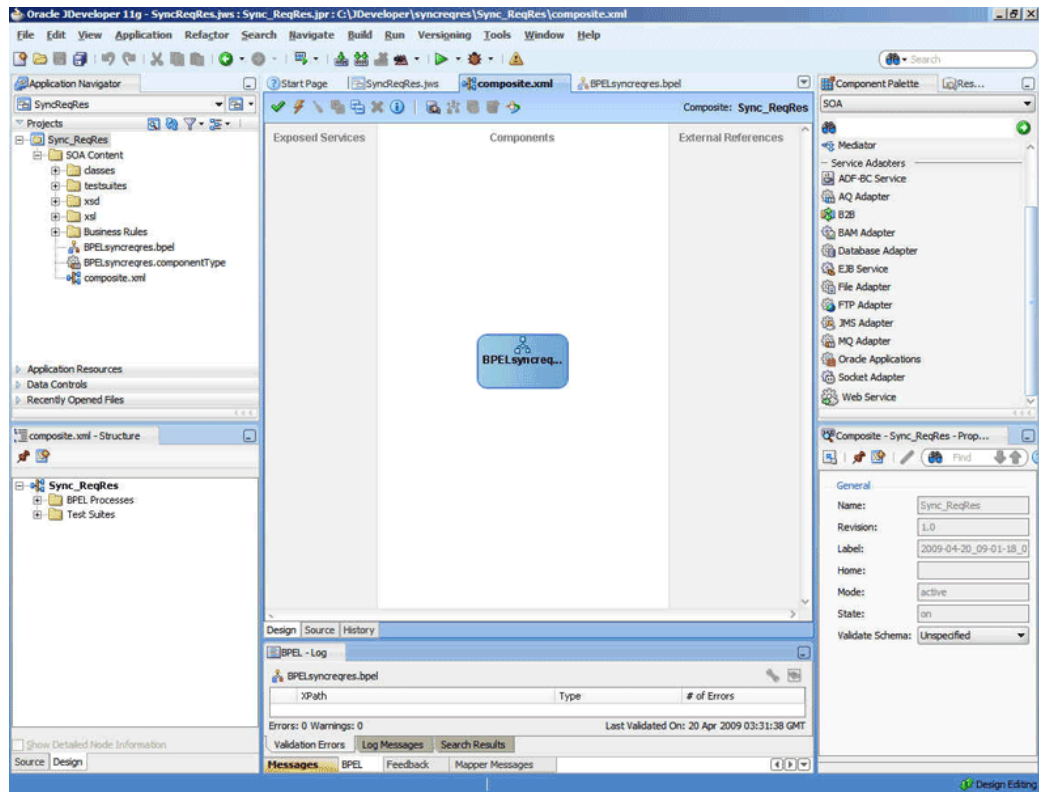 Oracle JDeveloper 11g - SyncReqRes.jws : Sync_ReqRes.jpr : C:\JDeveloper\syncreqres\Sync_ReqRes\composite.xml
File Edit View Application Refactor Search Navigate Build Run Versioning Tools Window Help
Search
Application Navigator
Start Page SyncReqRes.jws composite.xml BPELsyncreqres.bpel
Component Palette Res...
SyncReqRes
Composite: Sync_ReqRes
SOA
Projects
Sync_ReqRes
SOA Content
classes
testsuites
xsd
xsl
Business Rules
BPELsyncreqres.bpel
BPELsyncreqres.componentType
composite.xml
Application Resources
Data Controls
Recently Opened Files
Exposed Services Components External References
BPELsyncreq...
Mediator
Service Adapters
ADF-BC Service
AQ Adapter
B2B
BAM Adapter
Database Adapter
EJB Service
File Adapter
FTP Adapter
JMS Adapter
MQ Adapter
Oracle Applications
Socket Adapter
Web Service
composite.xml - Structure
Sync_ReqRes
BPEL Processes
Test Suites
Show Detailed Node Information
Source Design
Design Source History
BPEL - Log
BPELsyncreqres.bpel
XPath Type # of Errors
Errors: 0 Warnings: 0 Last Validated On: 20 Apr 2009 03:31:38 GMT
Validation Errors Log Messages Search Results
Messages BPEL Feedback Mapper Messages
Composite - Sync_ReqRes - Prop...
Find
General
Name: Sync_ReqRes
Revision: 1.0
Label: 2009-04-20_09-01-18_0
Home:
Mode: active
State: on
Validate Schema: Unspecified
Design Editing